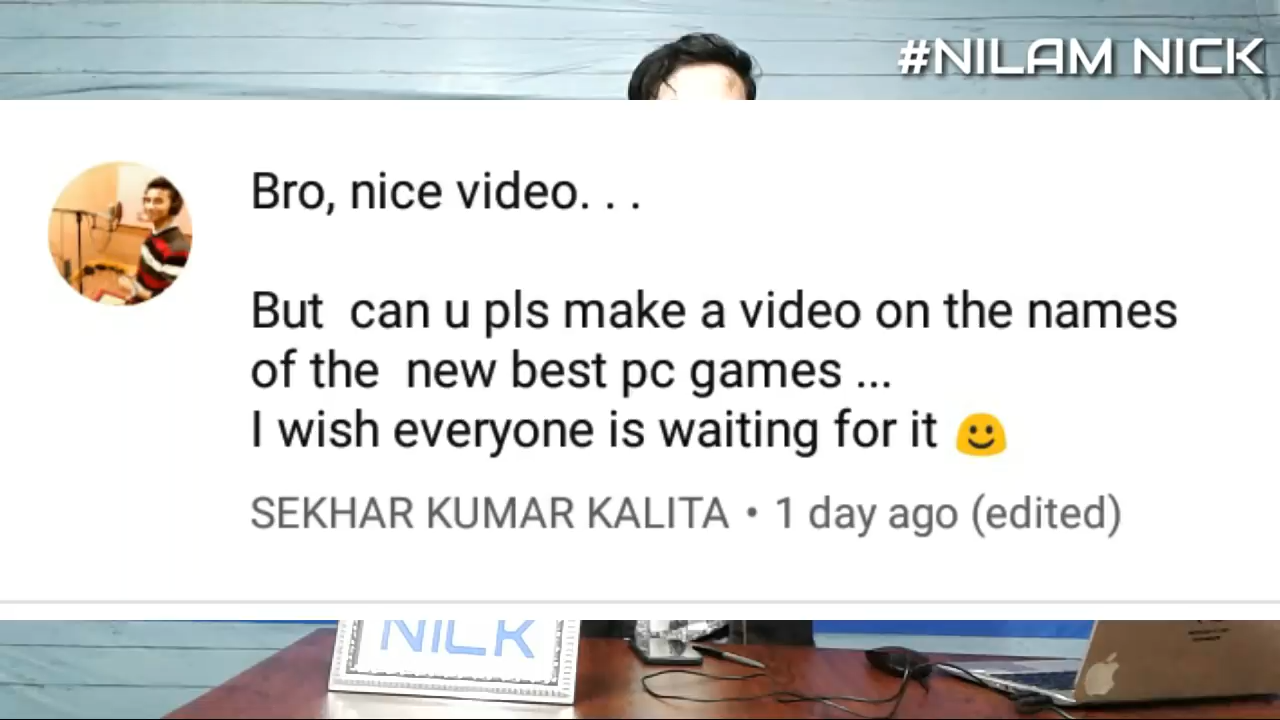 #NILAM NICK
Bro, nice video. . .
But  can u pls make a video on the names
of the  new best pc games ...
I wish everyone is waiting for it 🙂
SEKHAR KUMAR KALITA • 1 day ago (edited)
NICK